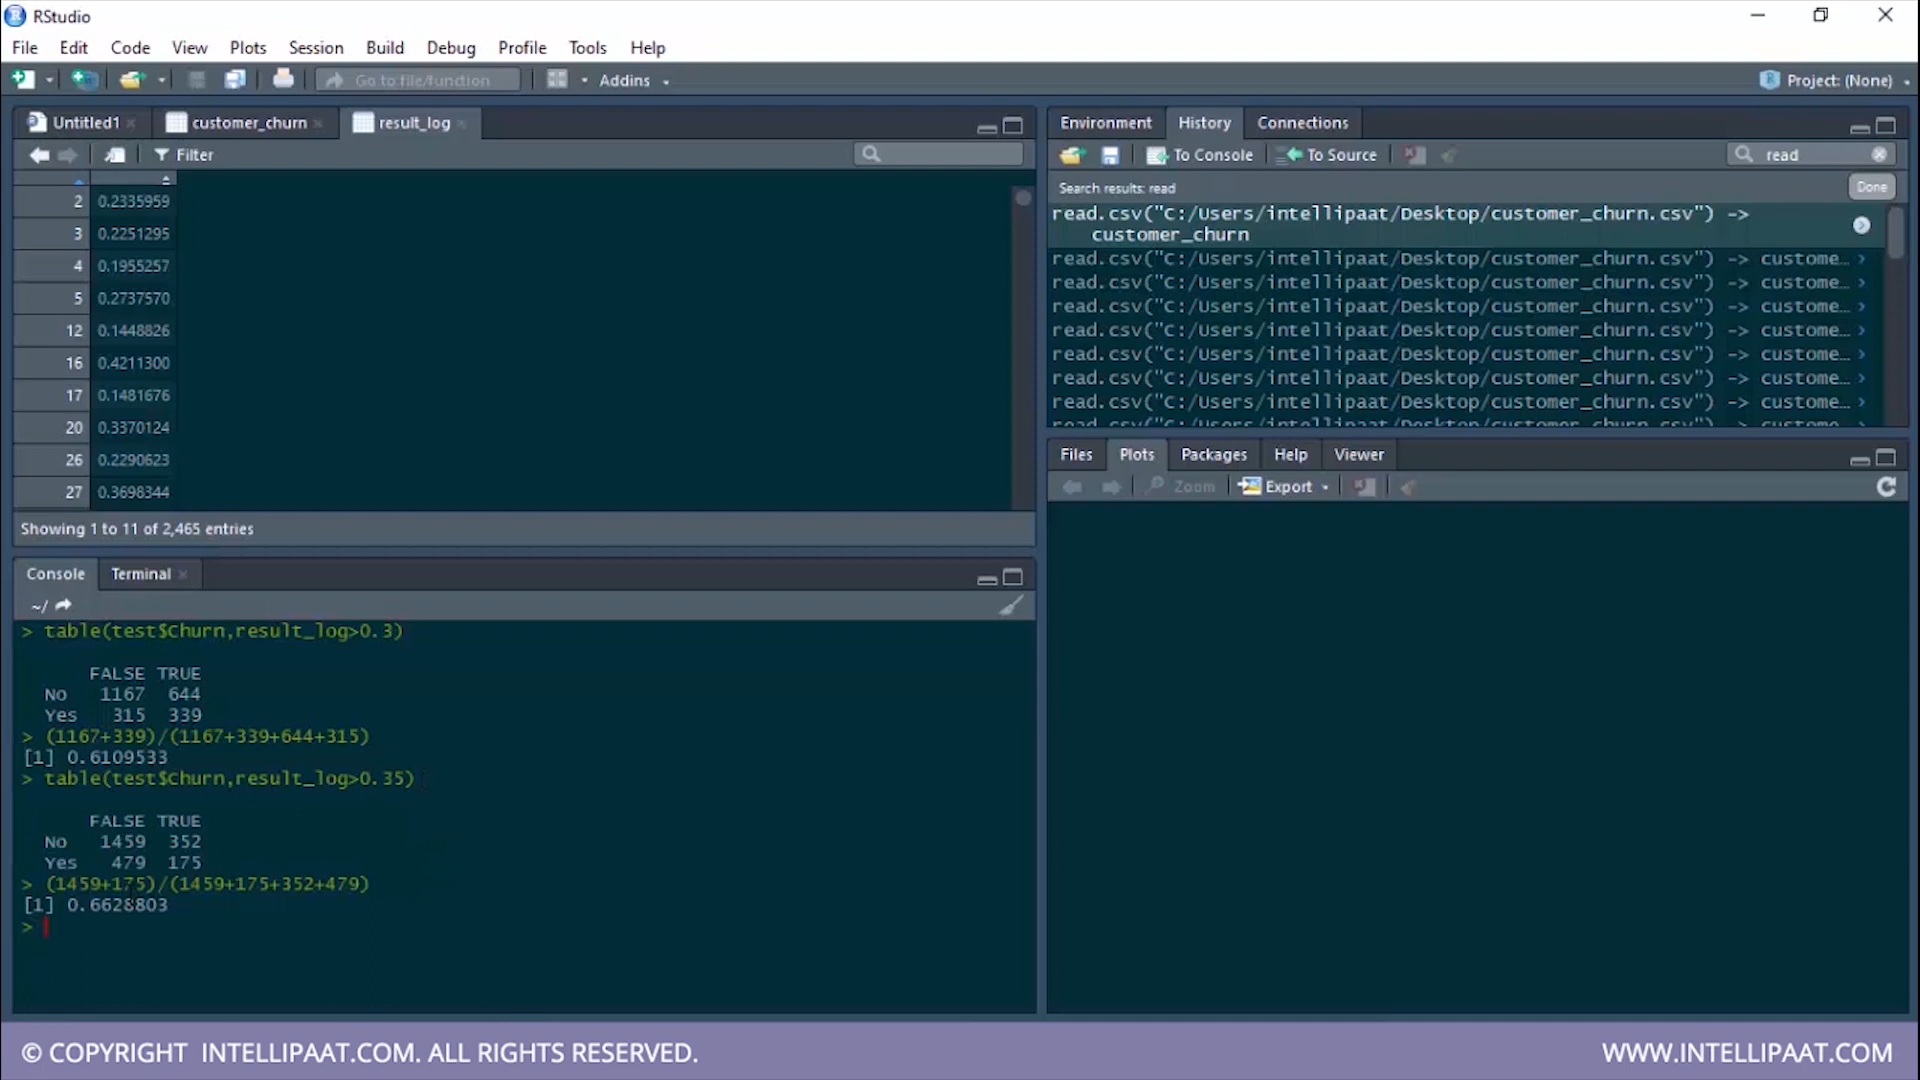 RStudio
File Edit Code View Plots Session Build Debug Profile Tools Help
Go to file/function Addins Project: (None)
Untitled1 customer_churn result_log
Filter
2 0.2335959
3 0.2251295
4 0.1955257
5 0.2737570
12 0.1448826
16 0.4211300
17 0.1481676
20 0.3370124
26 0.2290623
27 0.3698344
Showing 1 to 11 of 2,465 entries
Console Terminal
~/
> table(test$Churn,result_log>0.3)
FALSE TRUE
No 1167 644
Yes 315 339
> (1167+339)/(1167+339+644+315)
[1] 0.6109533
> table(test$Churn,result_log>0.35)
FALSE TRUE
No 1459 352
Yes 479 175
> (1459+175)/(1459+175+352+479)
[1] 0.6628803
>
Environment History Connections
To Console To Source read
Search results: read Done
read.csv("C:/Users/intellipaat/Desktop/customer_churn.csv") ->
customer_churn
read.csv("C:/Users/intellipaat/Desktop/customer_churn.csv") -> custome…
read.csv("C:/Users/intellipaat/Desktop/customer_churn.csv") -> custome…
read.csv("C:/Users/intellipaat/Desktop/customer_churn.csv") -> custome…
read.csv("C:/Users/intellipaat/Desktop/customer_churn.csv") -> custome…
read.csv("C:/Users/intellipaat/Desktop/customer_churn.csv") -> custome…
read.csv("C:/Users/intellipaat/Desktop/customer_churn.csv") -> custome…
read.csv("C:/Users/intellipaat/Desktop/customer_churn.csv") -> custome…
Files Plots Packages Help Viewer
Zoom Export
© COPYRIGHT INTELLIPAAT.COM. ALL RIGHTS RESERVED.
WWW.INTELLIPAAT.COM